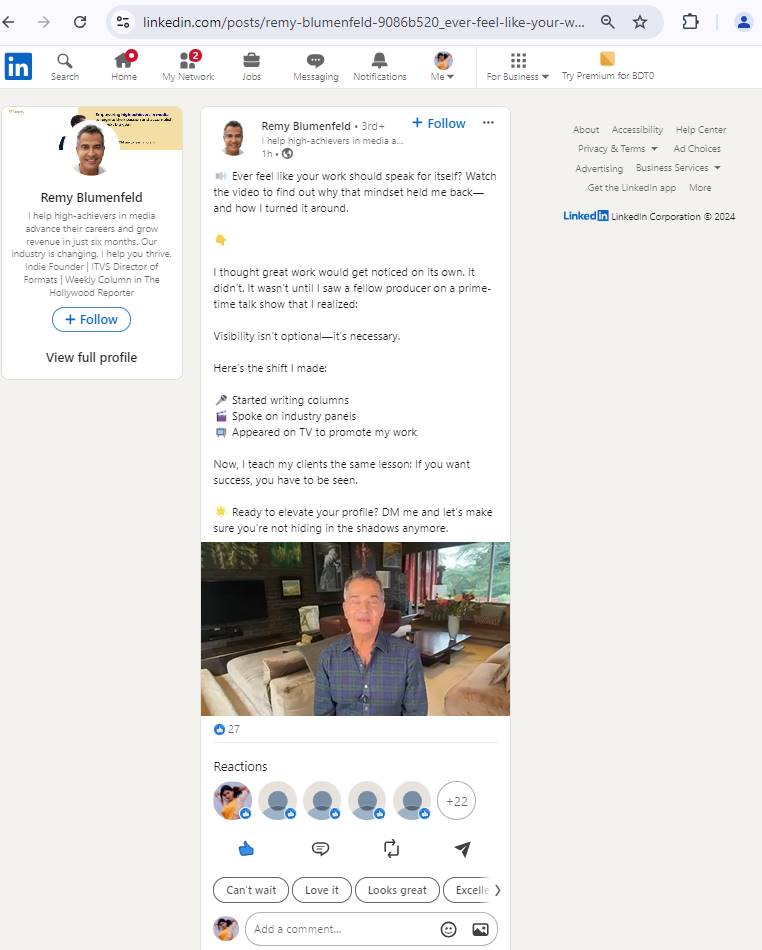 linkedin.com/posts/remy-blumenfeld-9086b520_ever-feel-like-your-w...
in
2
Search
Home
My Network
Jobs
Messaging
Notifications
Me
For Business
Try Premium for BDT0
Remy Blumenfeld
I help high-achievers in media
advance their careers and grow
revenue in just six months. Our
industry is changing. I help you thrive.
Indie Founder | ITVS Director of
Formats | Weekly Column in The
Hollywood Reporter
+ Follow
View full profile
Remy Blumenfeld • 3rd+
I help high-achievers in media a...
1h •
+ Follow
Ever feel like your work should speak for itself? Watch
the video to find out why that mindset held me back—
and how I turned it around.
I thought great work would get noticed on its own. It
didn't. It wasn't until I saw a fellow producer on a prime-
time talk show that I realized:
Visibility isn't optional—it's necessary.
Here's the shift I made:
Started writing columns
Spoke on industry panels
Appeared on TV to promote my work
Now, I teach my clients the same lesson: If you want
success, you have to be seen.
Ready to elevate your profile? DM me and let's make
sure you're not hiding in the shadows anymore.
27
Reactions
+22
Can't wait
Love it
Looks great
Excelle
Add a comment...
About Accessibility Help Center
Privacy & Terms Ad Choices
Advertising Business Services
Get the LinkedIn app More
LinkedIn LinkedIn Corporation © 2024